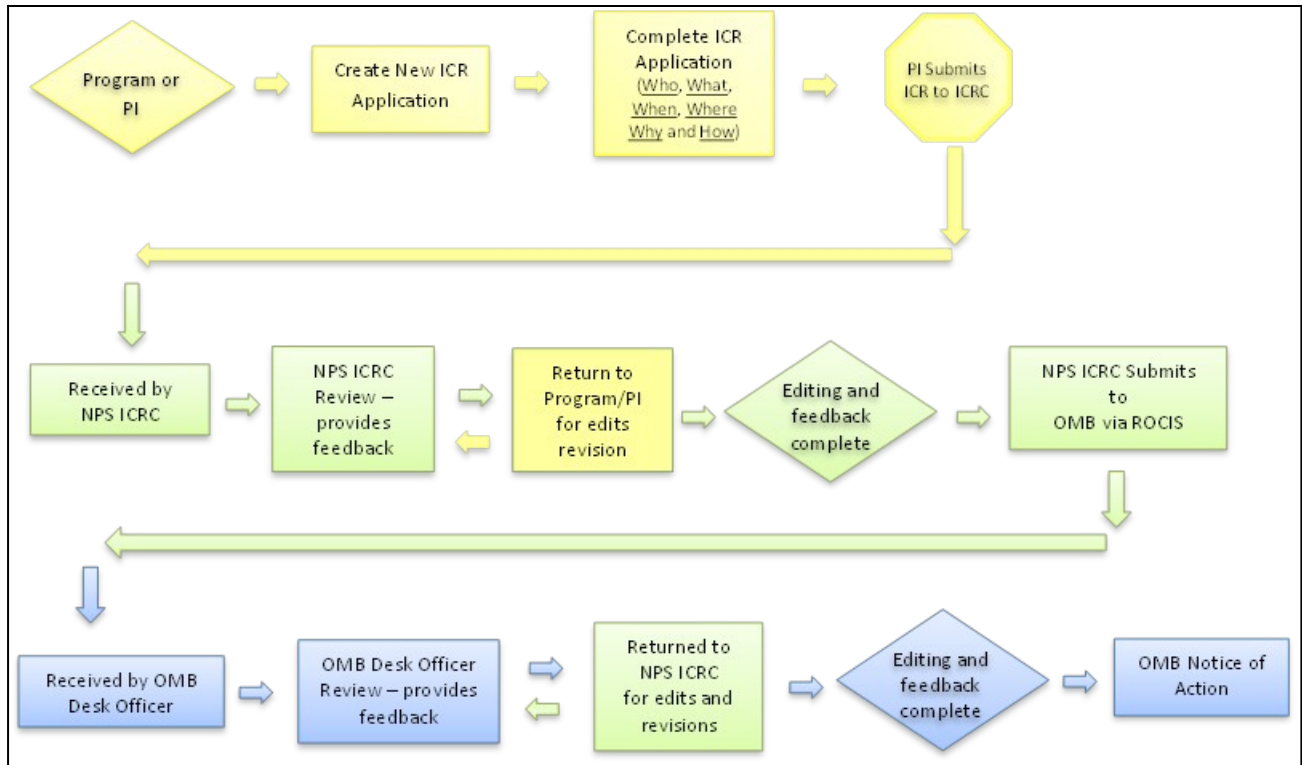 Program or
PI
Create New ICR
Application
Complete ICR
Application
(Who, What,
When, Where
Why and How)
PI Submits
ICR to ICRC
Received by
NPS ICRC
NPS ICRC
Review –
provides
feedback
Return to
Program/PI
for edits
revision
Editing and
feedback
complete
NPS ICRC Submits
to
OMB via ROCIS
Received by OMB
Desk Officer
OMB Desk Officer
Review – provides
feedback
Returned to
NPS ICRC
for edits and
revisions
Editing and
feedback
complete
OMB Notice of
Action